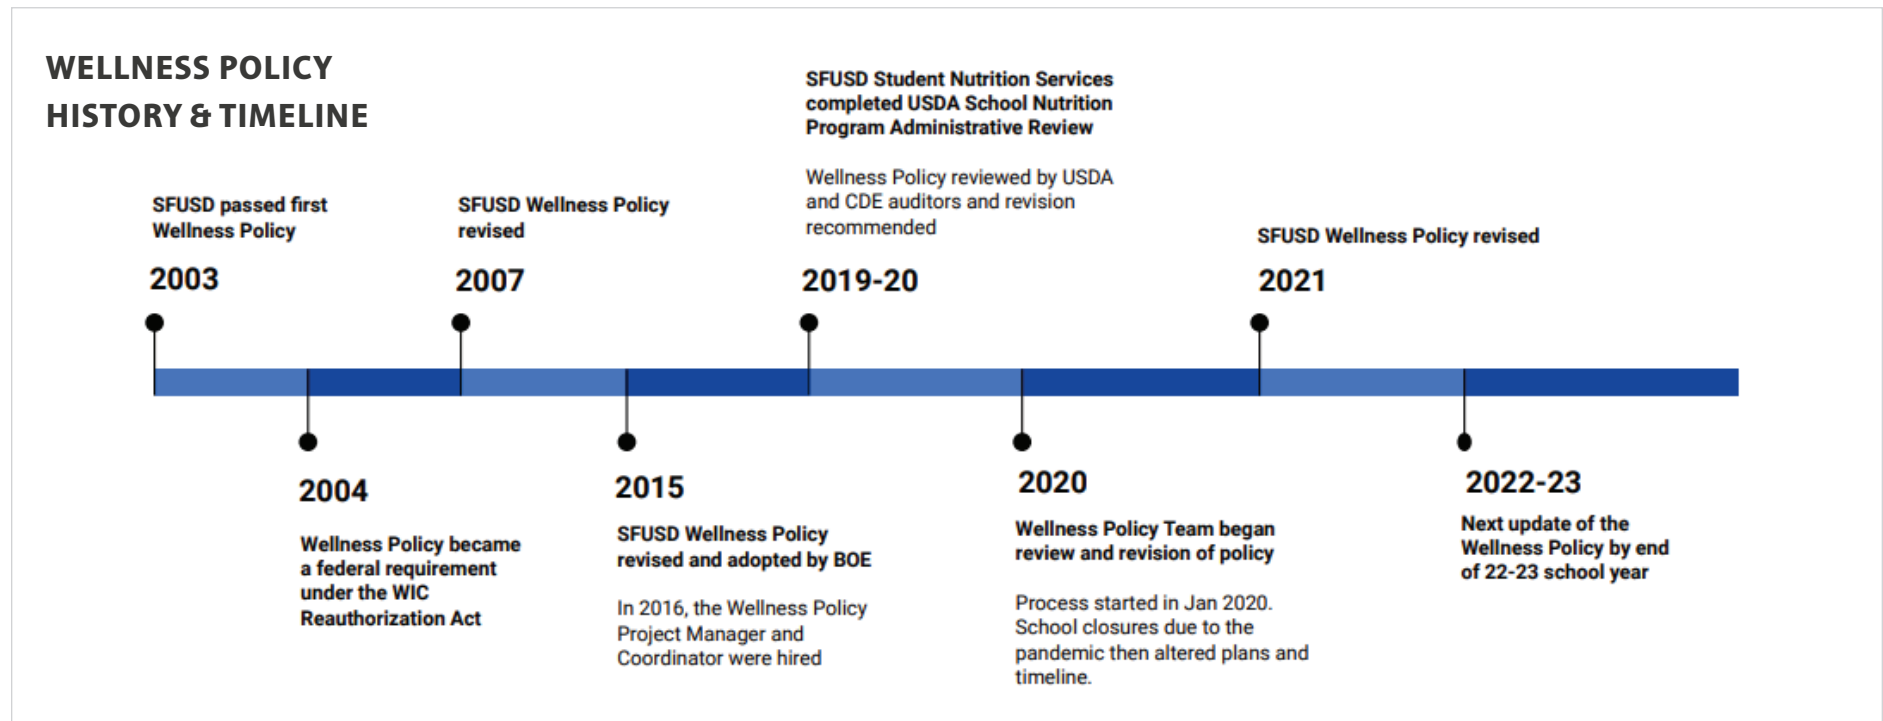 WELLNESS POLICY
HISTORY & TIMELINE
SFUSD passed first
Wellness Policy
2003
2004
Wellness Policy became
a federal requirement
under the WIC
Reauthorization Act
SFUSD Wellness Policy
revised
2007
2015
SFUSD Wellness Policy
revised and adopted by BOE
In 2016, the Wellness Policy
Project Manager and
Coordinator were hired
SFUSD Student Nutrition Services
completed USDA School Nutrition
Program Administrative Review
Wellness Policy reviewed by USDA
and CDE auditors and revision
recommended
2019-20
2020
Wellness Policy Team began
review and revision of policy
Process started in Jan 2020.
School closures due to the
pandemic then altered plans and
timeline.
SFUSD Wellness Policy revised
2021
2022-23
Next update of the
Wellness Policy by end
of 22-23 school year